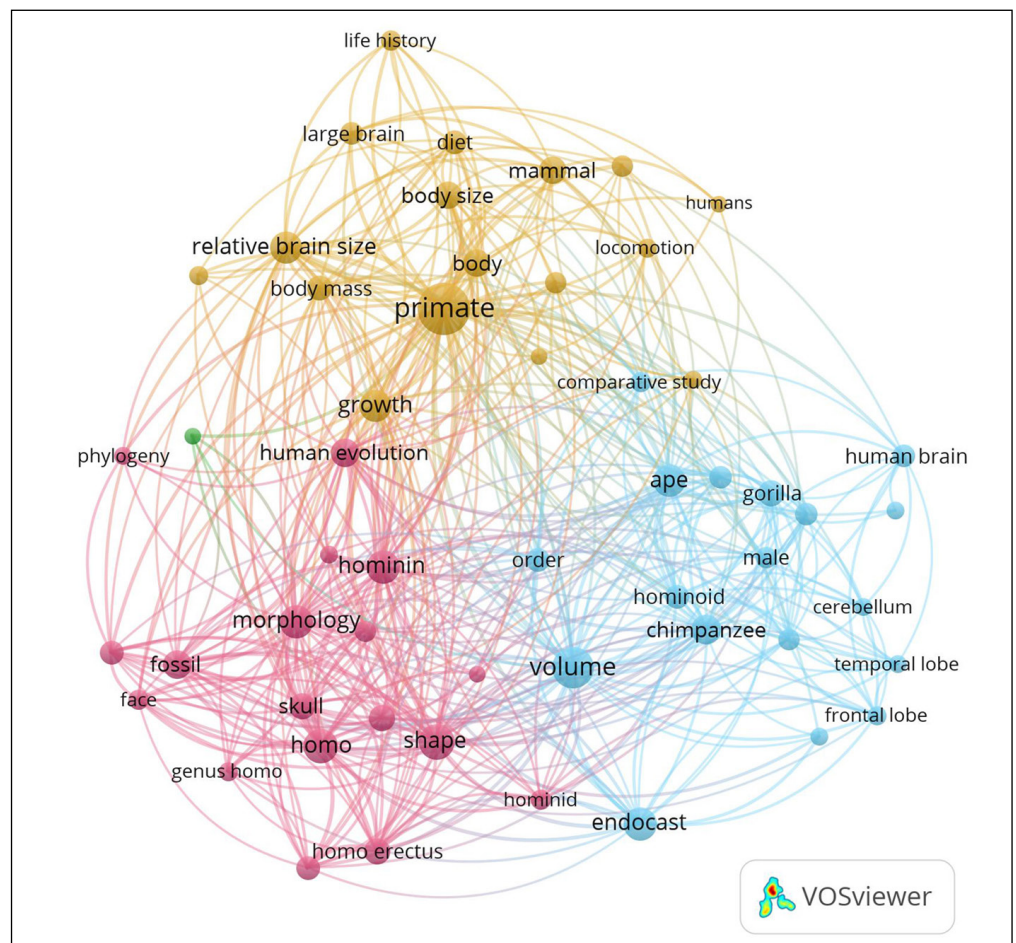 life history
large brain
diet
mammal
body size
humans
relative brain size
locomotion
body
body mass
primate
comparative study
growth
human evolution
phylogeny
human brain
ape
gorilla
hominin
order
male
hominoid
cerebellum
morphology
chimpanzee
fossil
volume
temporal lobe
face
skull
frontal lobe
homo
shape
genus homo
hominid
endocast
homo erectus
VOSviewer